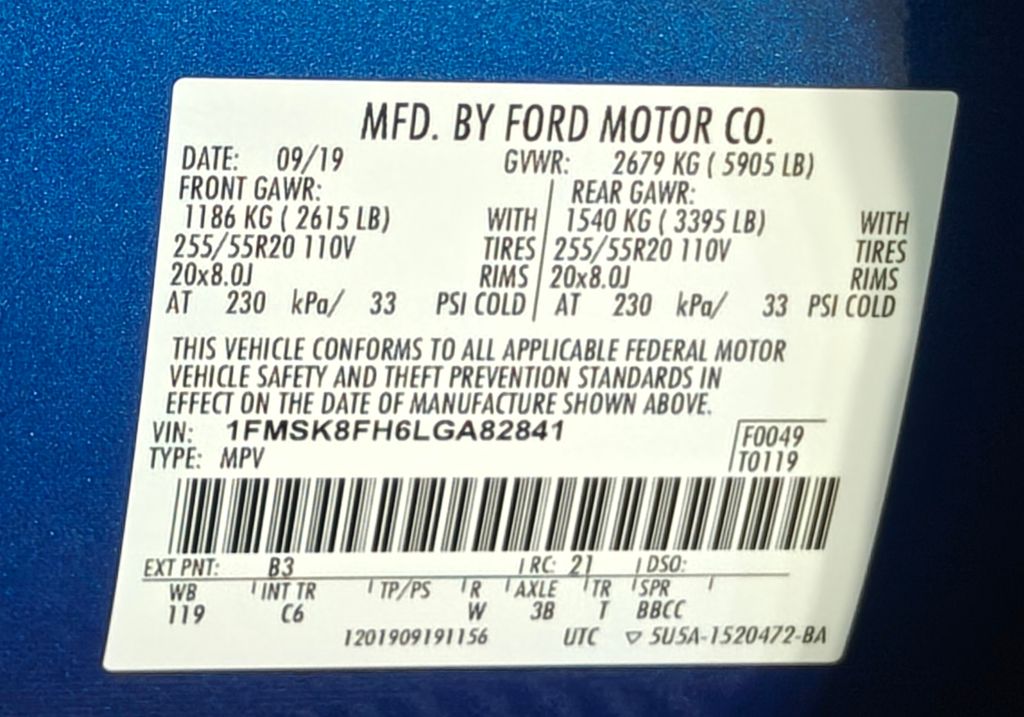 MFD. BY FORD MOTOR CO.
DATE: 09/19 GVWR: 2679 KG ( 5905 LB)
FRONT GAWR: REAR GAWR:
1186 KG ( 2615 LB) WITH 1540 KG ( 3395 LB) WITH
255/55R20 110V TIRES 255/55R20 110V TIRES
20x8.0J RIMS 20x8.0J RIMS
AT 230 kPa/ 33 PSI COLD AT 230 kPa/ 33 PSI COLD
THIS VEHICLE CONFORMS TO ALL APPLICABLE FEDERAL MOTOR
VEHICLE SAFETY AND THEFT PREVENTION STANDARDS IN
EFFECT ON THE DATE OF MANUFACTURE SHOWN ABOVE.
VIN: 1FMSK8FH6LGA82841 F0049
TYPE: MPV T0119
EXT PNT: B3 RC: 21 DSO:
WB INT TR TP/PS R AXLE TR SPR
119 C6 W 3B T BBCC
1201909191156 UTC ▽ 5U5A-1520472-BA